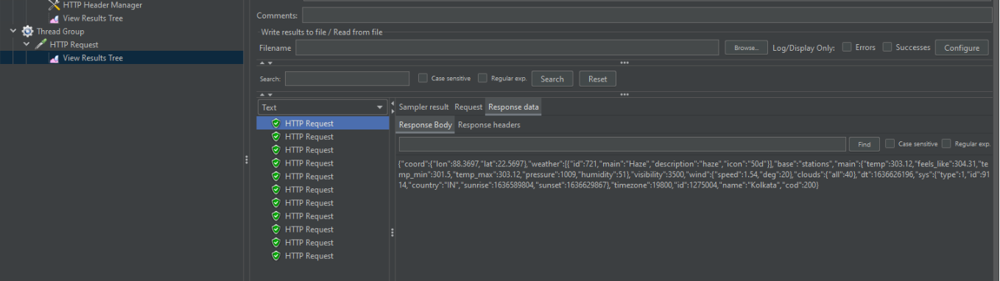 HTTP Header Manager
View Results Tree
Thread Group
HTTP Request
View Results Tree
Comments:
Write results to file / Read from file
Filename
Browse...
Log/Display Only:
Errors
Successes
Configure
Search:
Case sensitive
Regular exp.
Search
Reset
Text
HTTP Request
HTTP Request
HTTP Request
HTTP Request
HTTP Request
HTTP Request
HTTP Request
HTTP Request
HTTP Request
HTTP Request
HTTP Request
Sampler result
Request
Response data
Response Body
Response headers
Find
Case sensitive
Regular exp.
{"coord":{"lon":88.3697,"lat":22.5697},"weather":[{"id":721,"main":"Haze","description":"haze","icon":"50d"}],"base":"stations","main":{"temp":303.12,"feels_like":304.31,"te
mp_min":301.5,"temp_max":303.12,"pressure":1009,"humidity":51},"visibility":3500,"wind":{"speed":1.54,"deg":20},"clouds":{"all":40},"dt":1636626196,"sys":{"type":1,"id":91
14,"country":"IN","sunrise":1636589804,"sunset":1636629867},"timezone":19800,"id":1275004,"name":"Kolkata","cod":200}